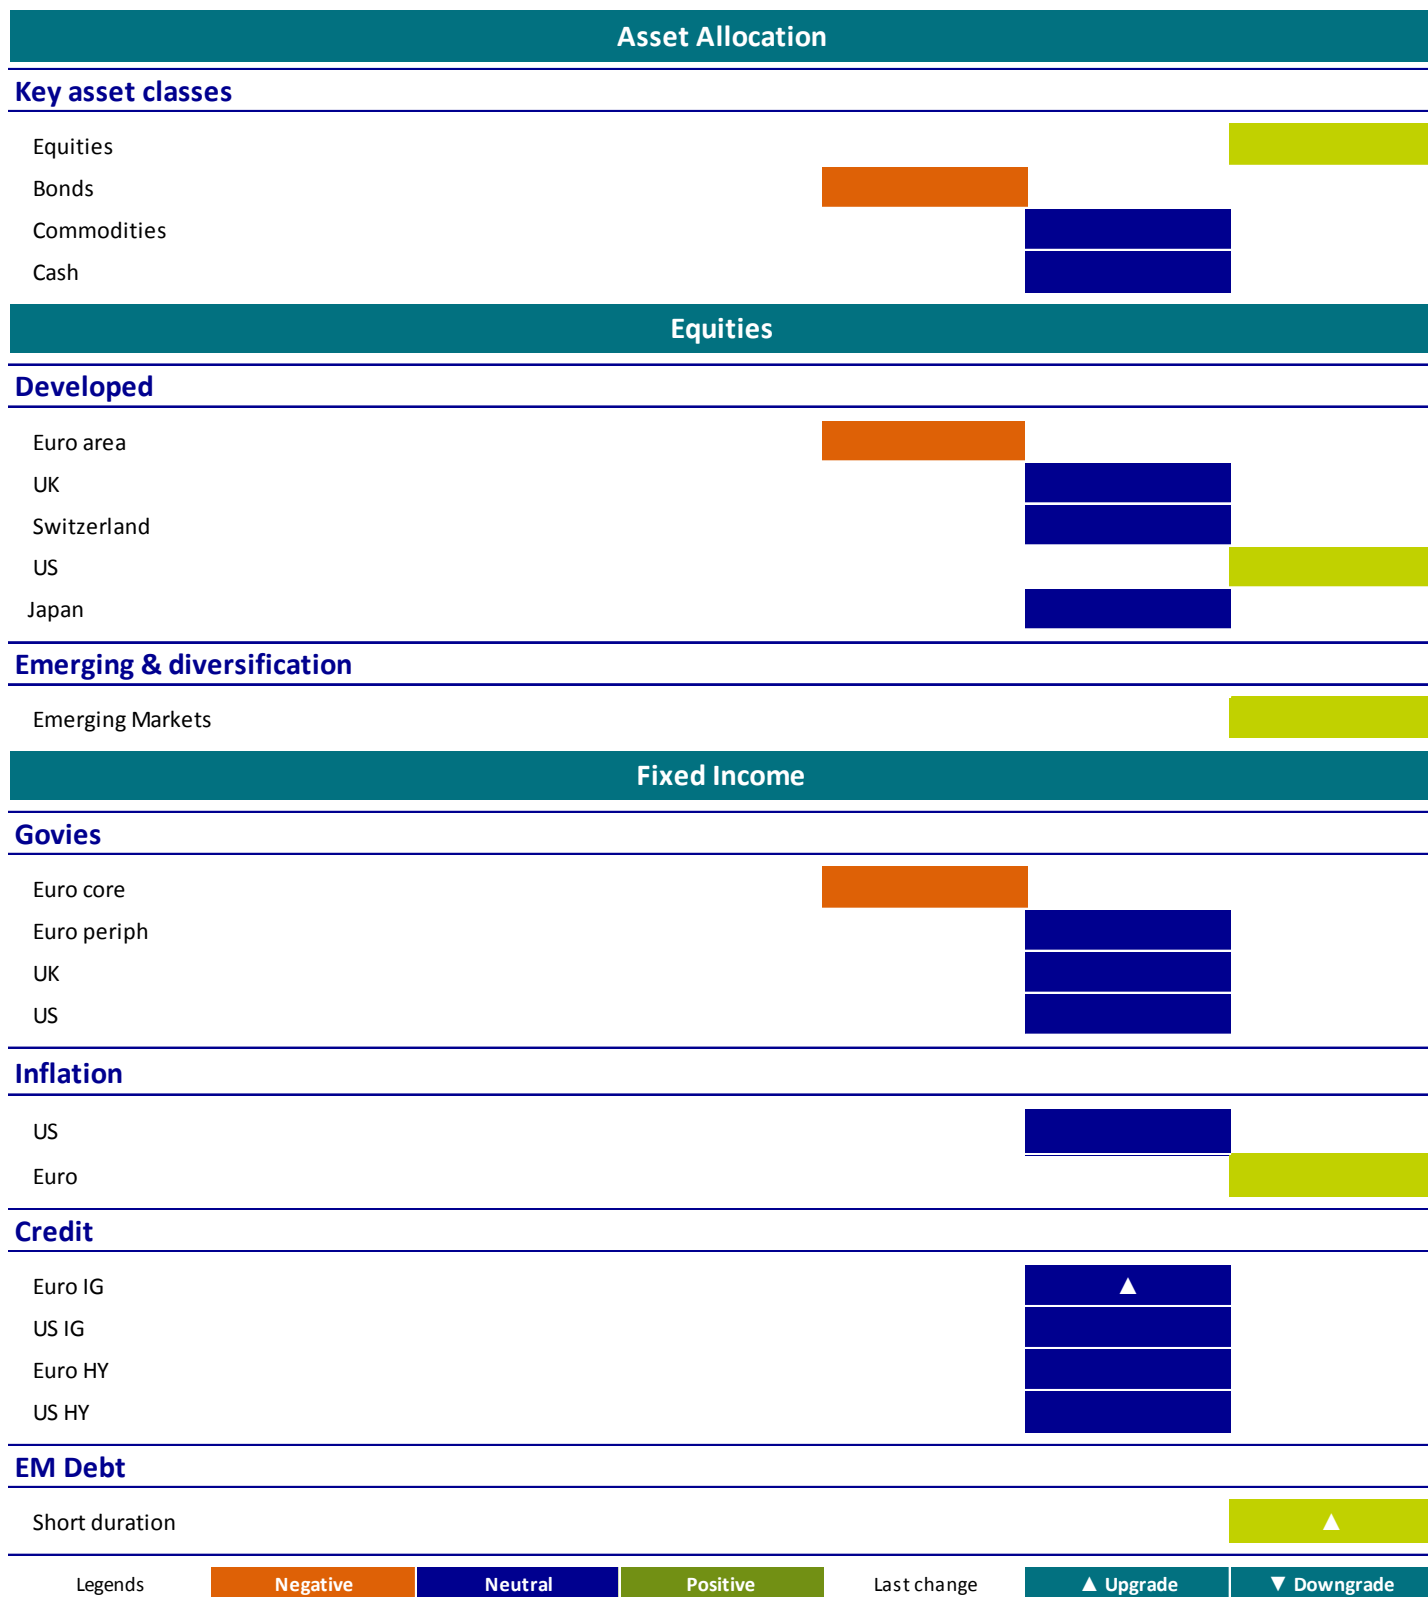 Asset Allocation
Key asset classes
Equities
Bonds
Commodities
Cash
Equities
Developed
Euro area
UK
Switzerland
US
Japan
Emerging & diversification
Emerging Markets
Fixed Income
Govies
Euro core
Euro periph
UK
US
Inflation
US
Euro
Credit
Euro IG ▲
US IG
Euro HY
US HY
EM Debt
Short duration ▲
Legends Negative Neutral Positive Last change ▲ Upgrade ▼ Downgrade